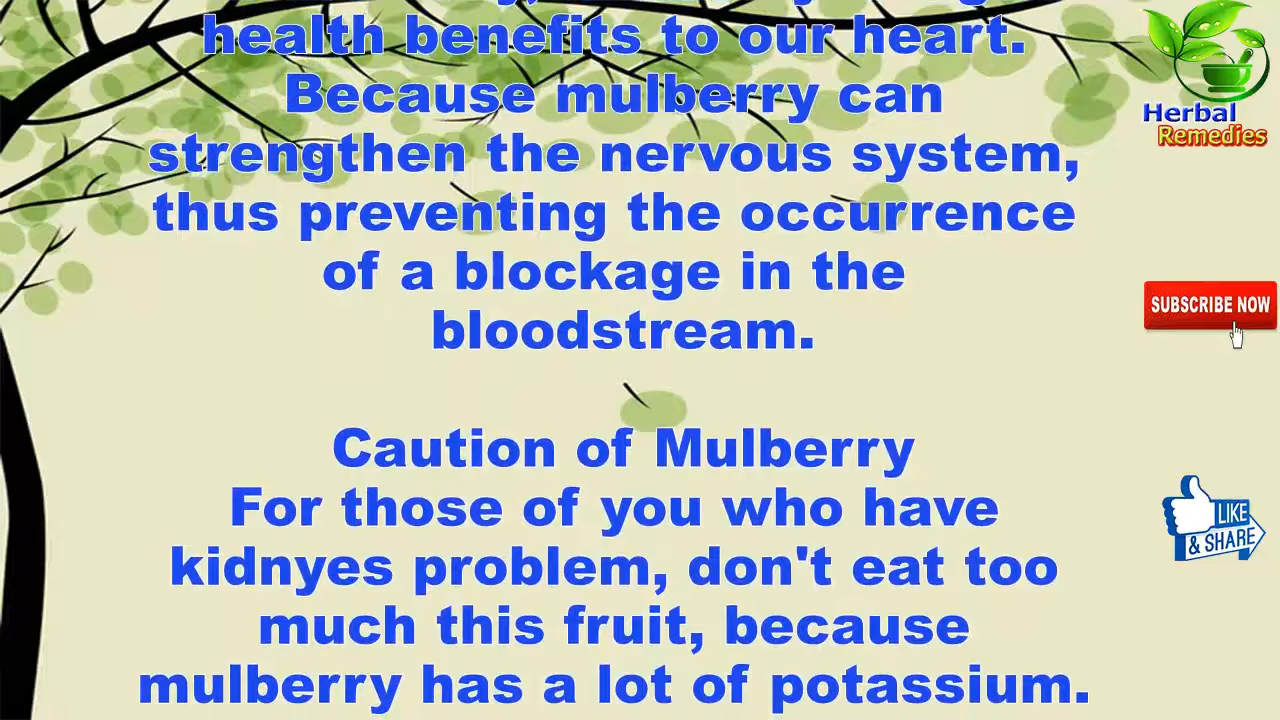 health benefits to our heart.
Because mulberry can
strengthen the nervous system,
thus preventing the occurrence
of a blockage in the
bloodstream.
Caution of Mulberry
For those of you who have
kidnyes problem, don't eat too
much this fruit, because
mulberry has a lot of potassium.
Herbal
Remedies
SUBSCRIBE NOW
LIKE
& SHARE